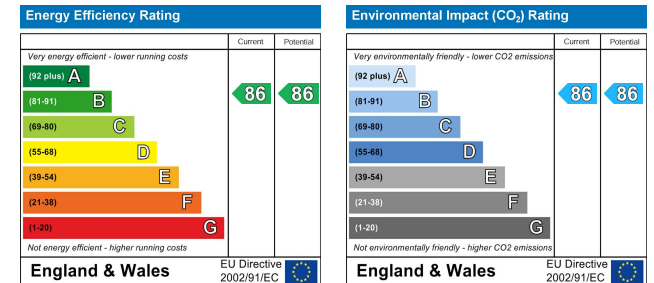 Energy Efficiency Rating
Current Potential
Very energy efficient - lower running costs
(92 plus) A
(81-91) B 86 86
(69-80) C
(55-68) D
(39-54) E
(21-38) F
(1-20) G
Not energy efficient - higher running costs
England & Wales
EU Directive
2002/91/EC
Environmental Impact (CO2) Rating
Current Potential
Very environmentally friendly - lower CO2 emissions
(92 plus) A
(81-91) B 86 86
(69-80) C
(55-68) D
(39-54) E
(21-38) F
(1-20) G
Not environmentally friendly - higher CO2 emissions
England & Wales
EU Directive
2002/91/EC